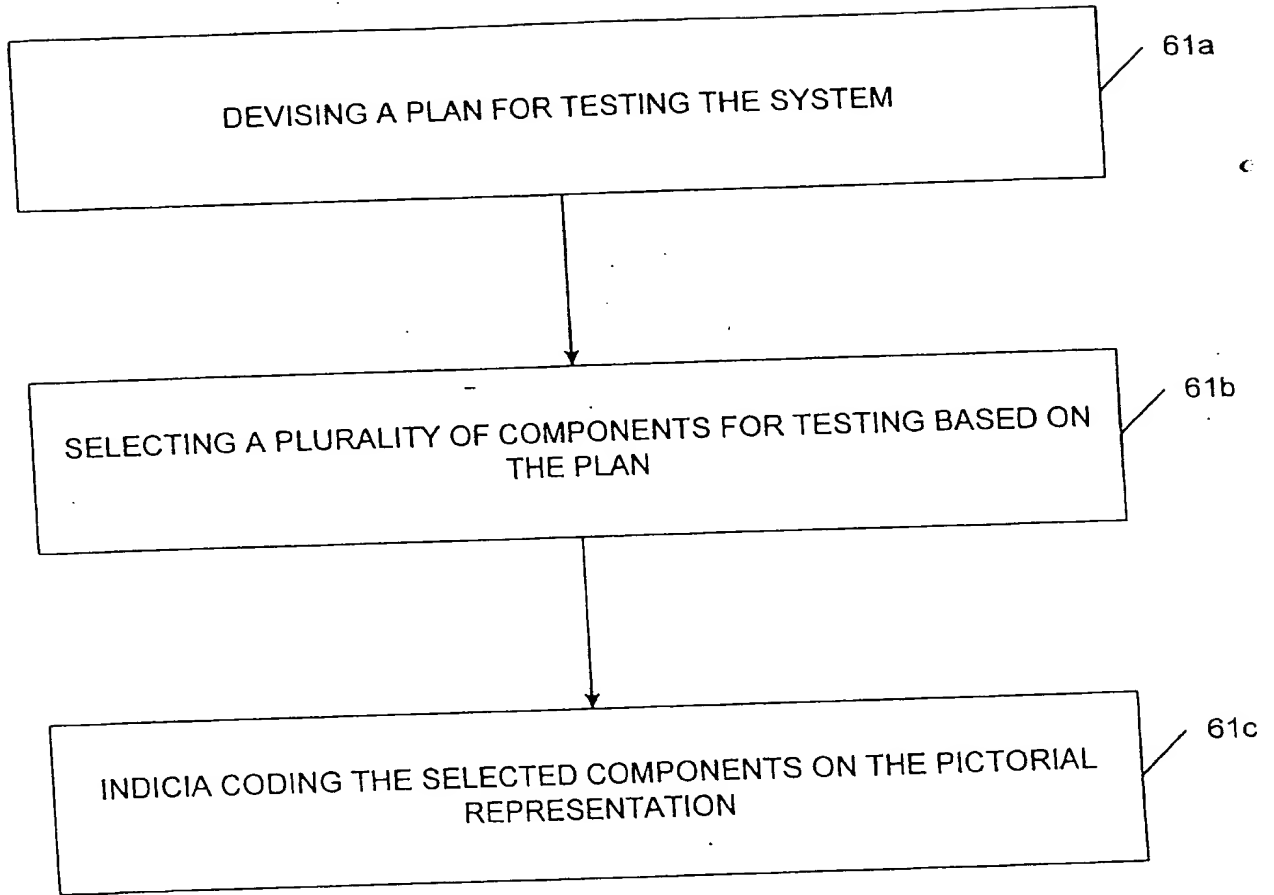 61a
DEVISING A PLAN FOR TESTING THE SYSTEM
61b
SELECTING A PLURALITY OF COMPONENTS FOR TESTING BASED ON
THE PLAN
61c
INDICIA CODING THE SELECTED COMPONENTS ON THE PICTORIAL
REPRESENTATION